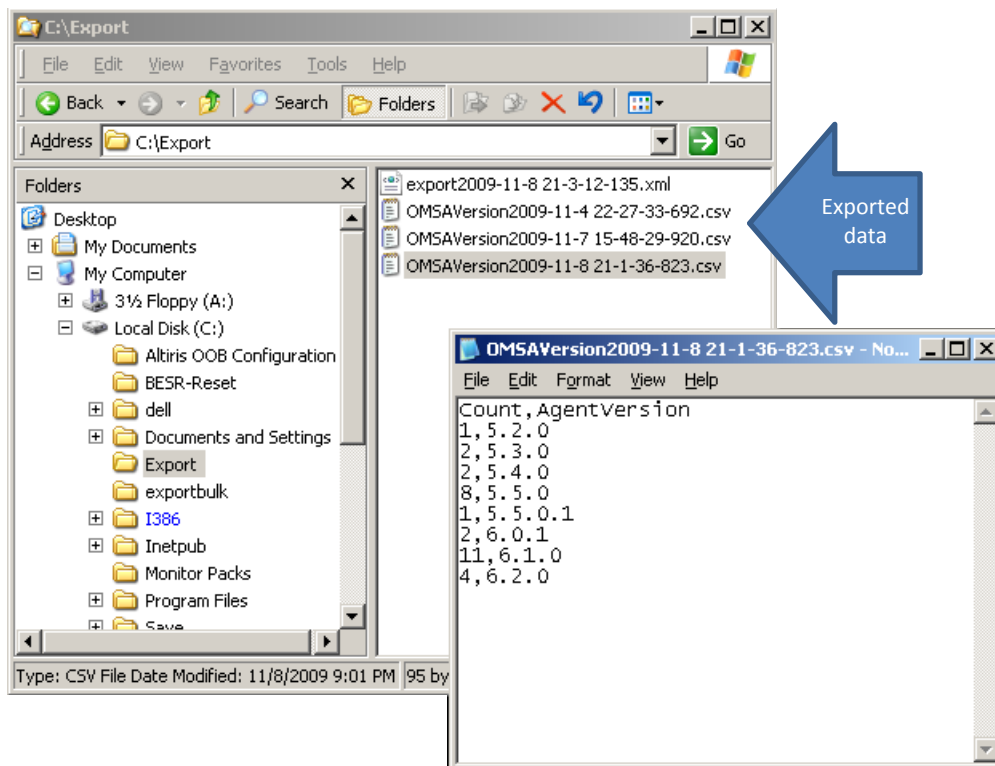 C:\Export
File Edit View Favorites Tools Help
Back Search Folders
Address C:\Export Go
Folders
Desktop
My Documents
My Computer
3½ Floppy (A:)
Local Disk (C:)
Altiris OOB Configuration
BESR-Reset
dell
Documents and Settings
Export
exportbulk
I386
Inetpub
Monitor Packs
Program Files
Save
export2009-11-8 21-3-12-135.xml
OMSAVersion2009-11-4 22-27-33-692.csv
OMSAVersion2009-11-7 15-48-29-920.csv
OMSAVersion2009-11-8 21-1-36-823.csv
Exported
data
Type: CSV File Date Modified: 11/8/2009 9:01 PM 95 by
OMSAVersion2009-11-8 21-1-36-823.csv - No...
File Edit Format View Help
Count,AgentVersion
1,5.2.0
2,5.3.0
2,5.4.0
8,5.5.0
1,5.5.0.1
2,6.0.1
11,6.1.0
4,6.2.0